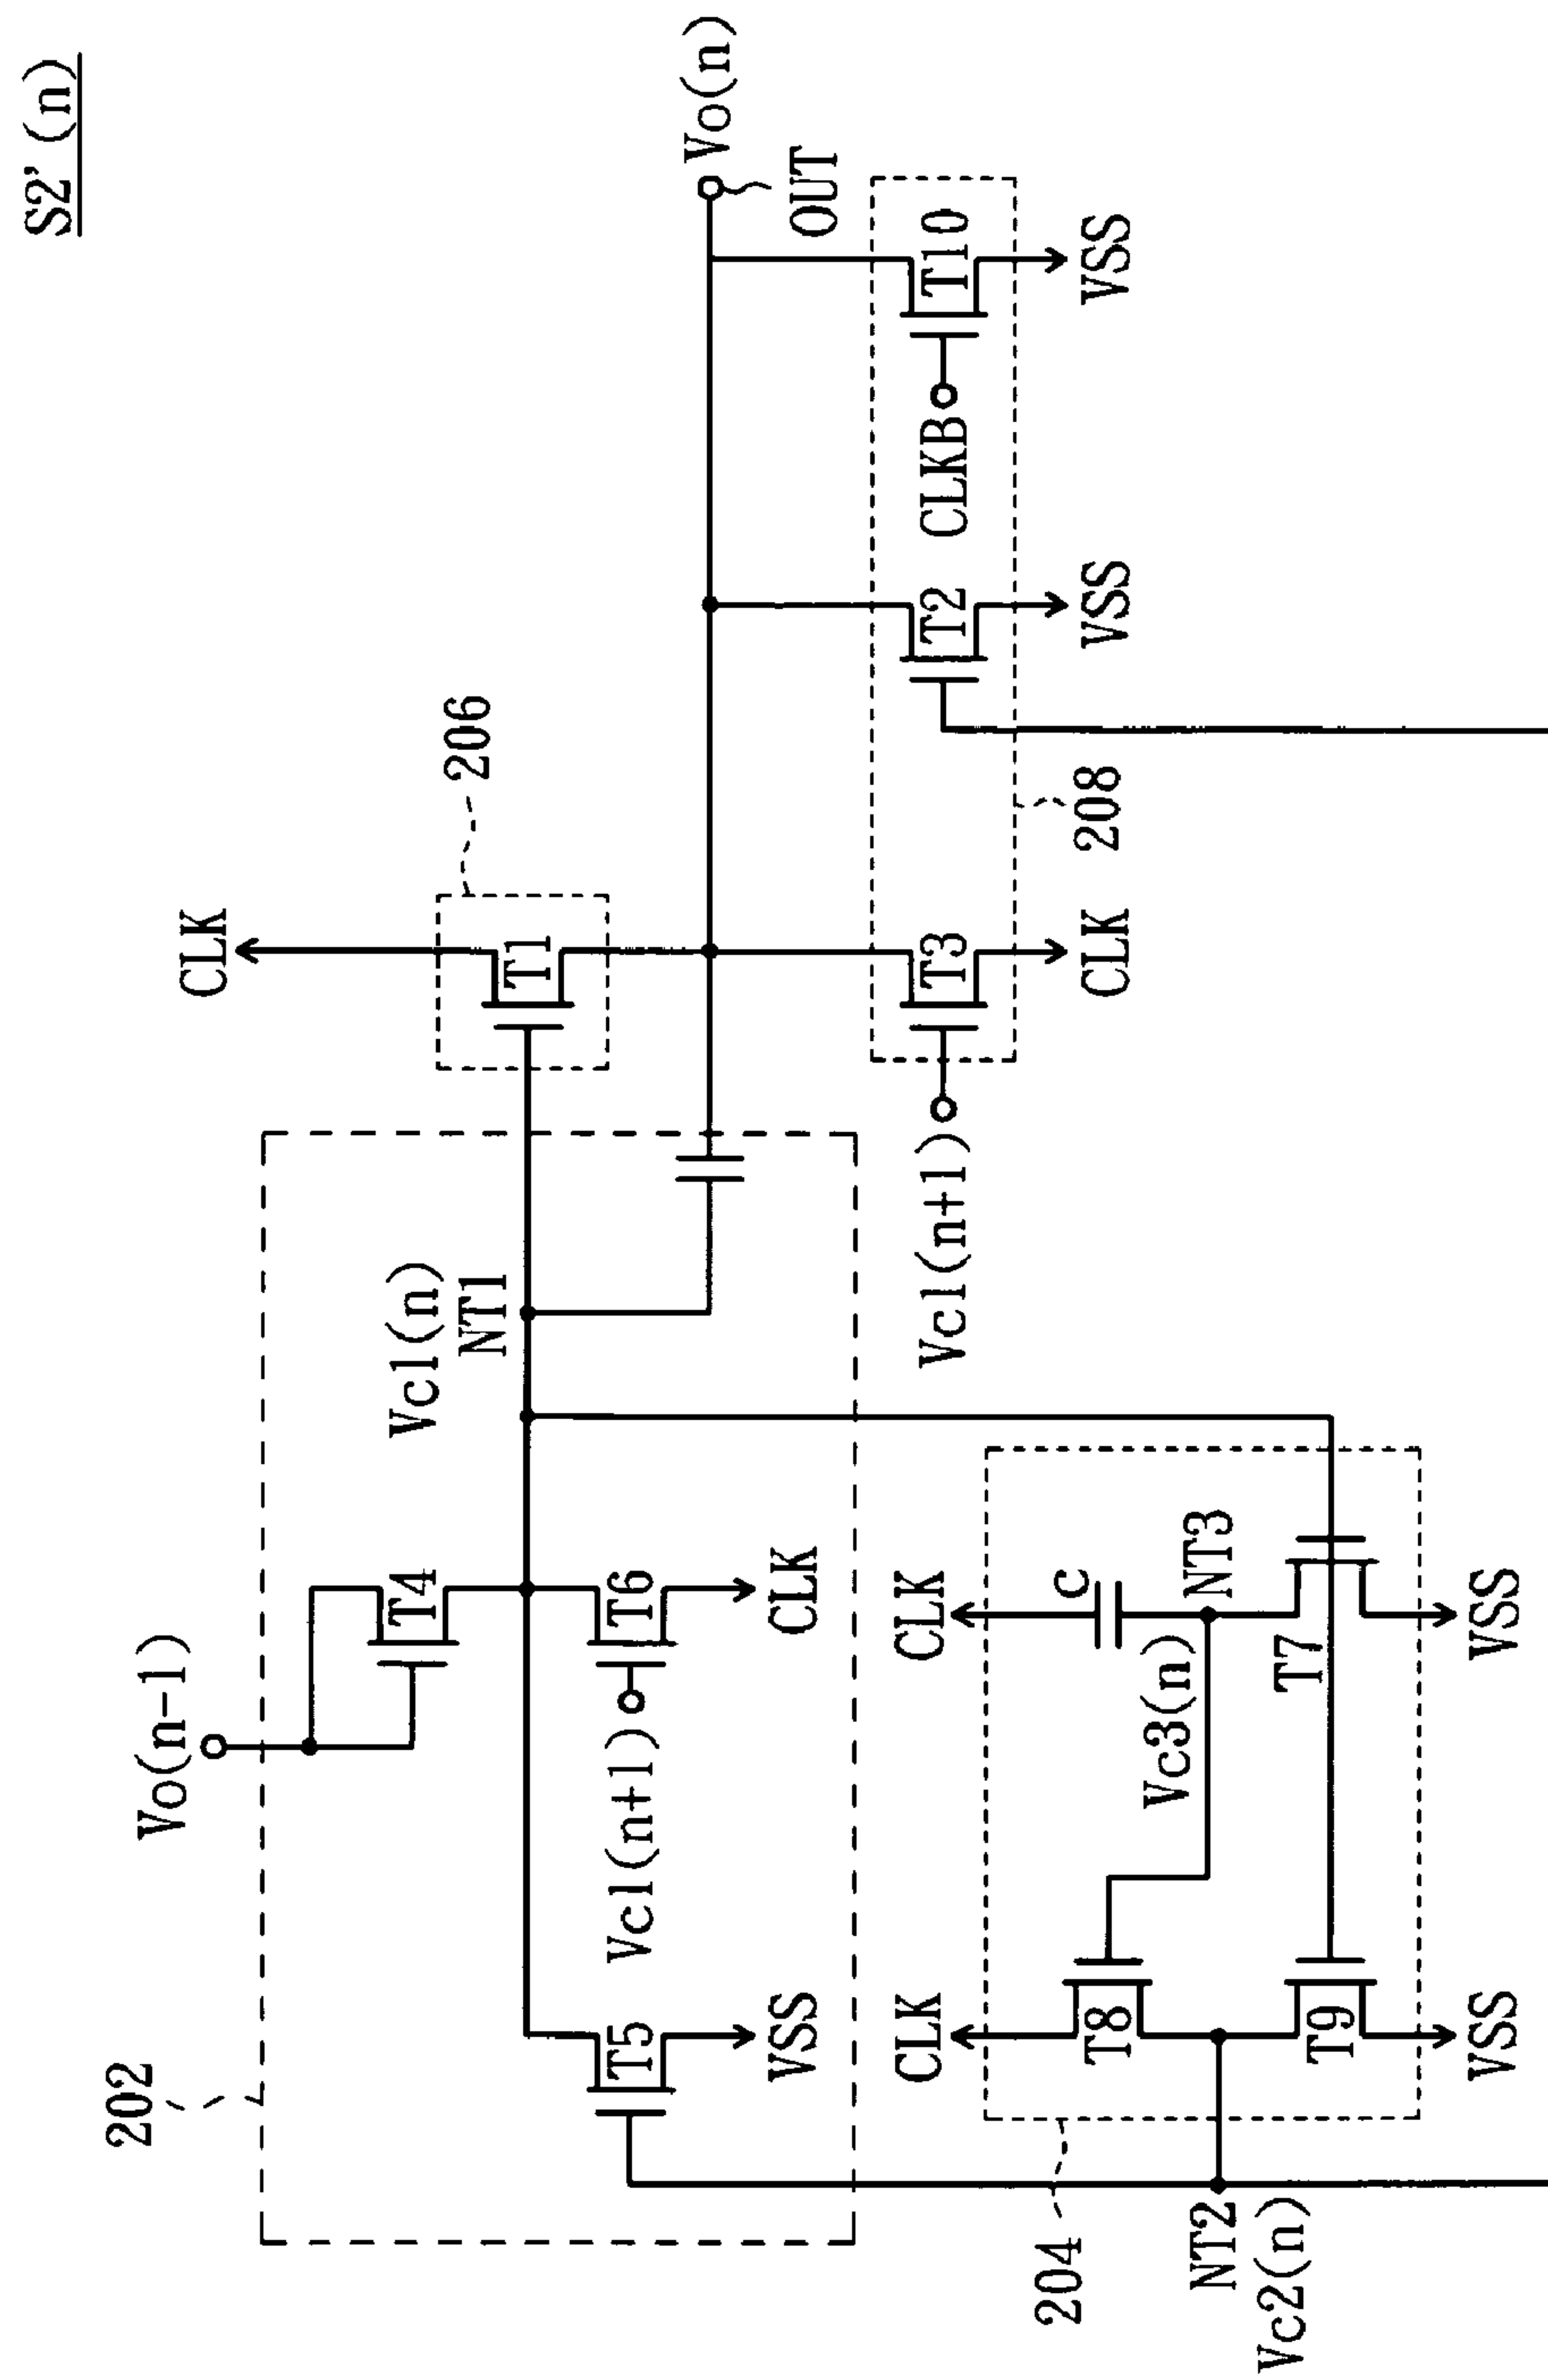 S2'(n)
202
Vo(n-1)
CLK
206
T4
Vc1(n)
NT1
T1
Vo(n)
OUT
T5
T6
Vc1(n+1)
VSS
CLK
Vc1(n+1)
T3
T2
CLKB
T10
CLK
208
VSS
VSS
204
CLK
CLK
C
T8
Vc3(n)
NT3
NT2
Vc2(n)
T9
T7
VSS
VSS